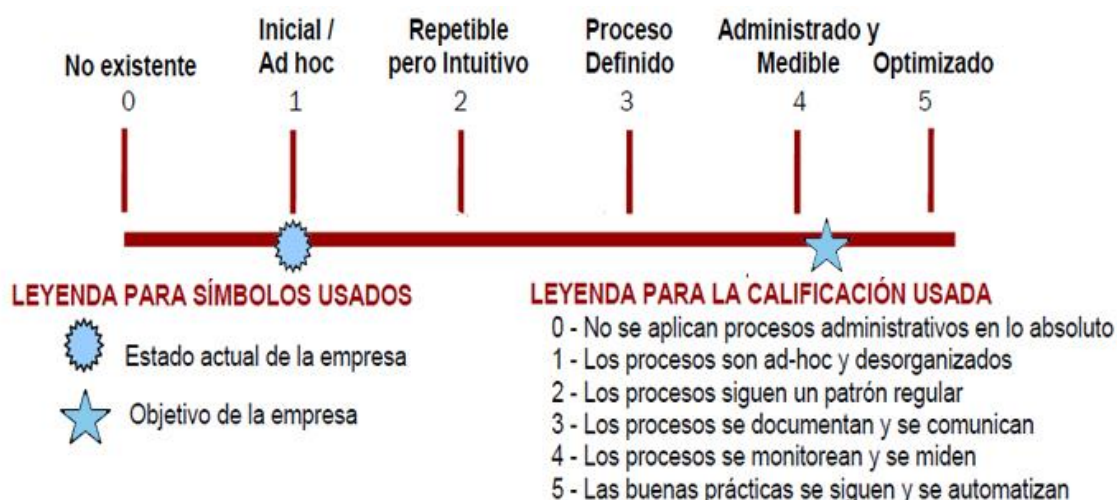 No existente
0
Inicial /
Ad hoc
1
Repetible
pero Intuitivo
2
Proceso
Definido
3
Administrado y
Medible
4
Optimizado
5
LEYENDA PARA SÍMBOLOS USADOS
Estado actual de la empresa
Objetivo de la empresa
LEYENDA PARA LA CALIFICACIÓN USADA
0 - No se aplican procesos administrativos en lo absoluto
1 - Los procesos son ad-hoc y desorganizados
2 - Los procesos siguen un patrón regular
3 - Los procesos se documentan y se comunican
4 - Los procesos se monitorean y se miden
5 - Las buenas prácticas se siguen y se automatizan